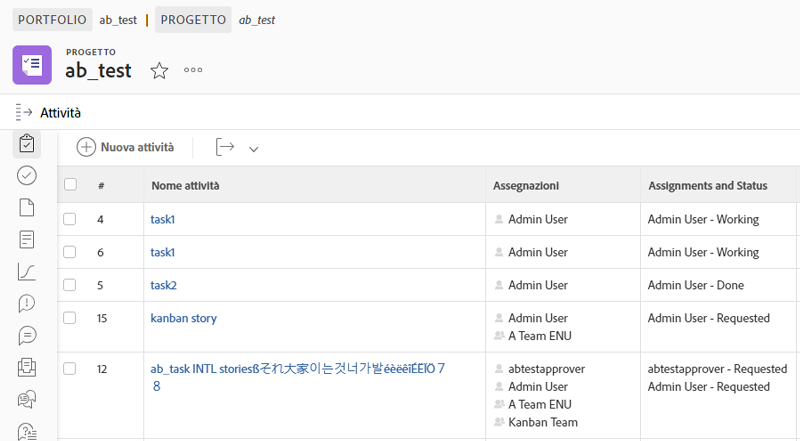 PORTFOLIO ab_test | PROGETTO ab_test
PROGETTO
ab_test
Attività
Nuova attività
# Nome attività Assegnazioni Assignments and Status
4 task1 Admin User Admin User - Working
6 task1 Admin User Admin User - Working
5 task2 Admin User Admin User - Done
15 kanban story Admin User Admin User - Requested
A Team ENU
12 ab_task INTL storiesßそれ大家이는것너가발éèëêîÉËÏÖ７ abtestapprover abtestapprover - Requested
８ Admin User Admin User - Requested
A Team ENU
Kanban Team